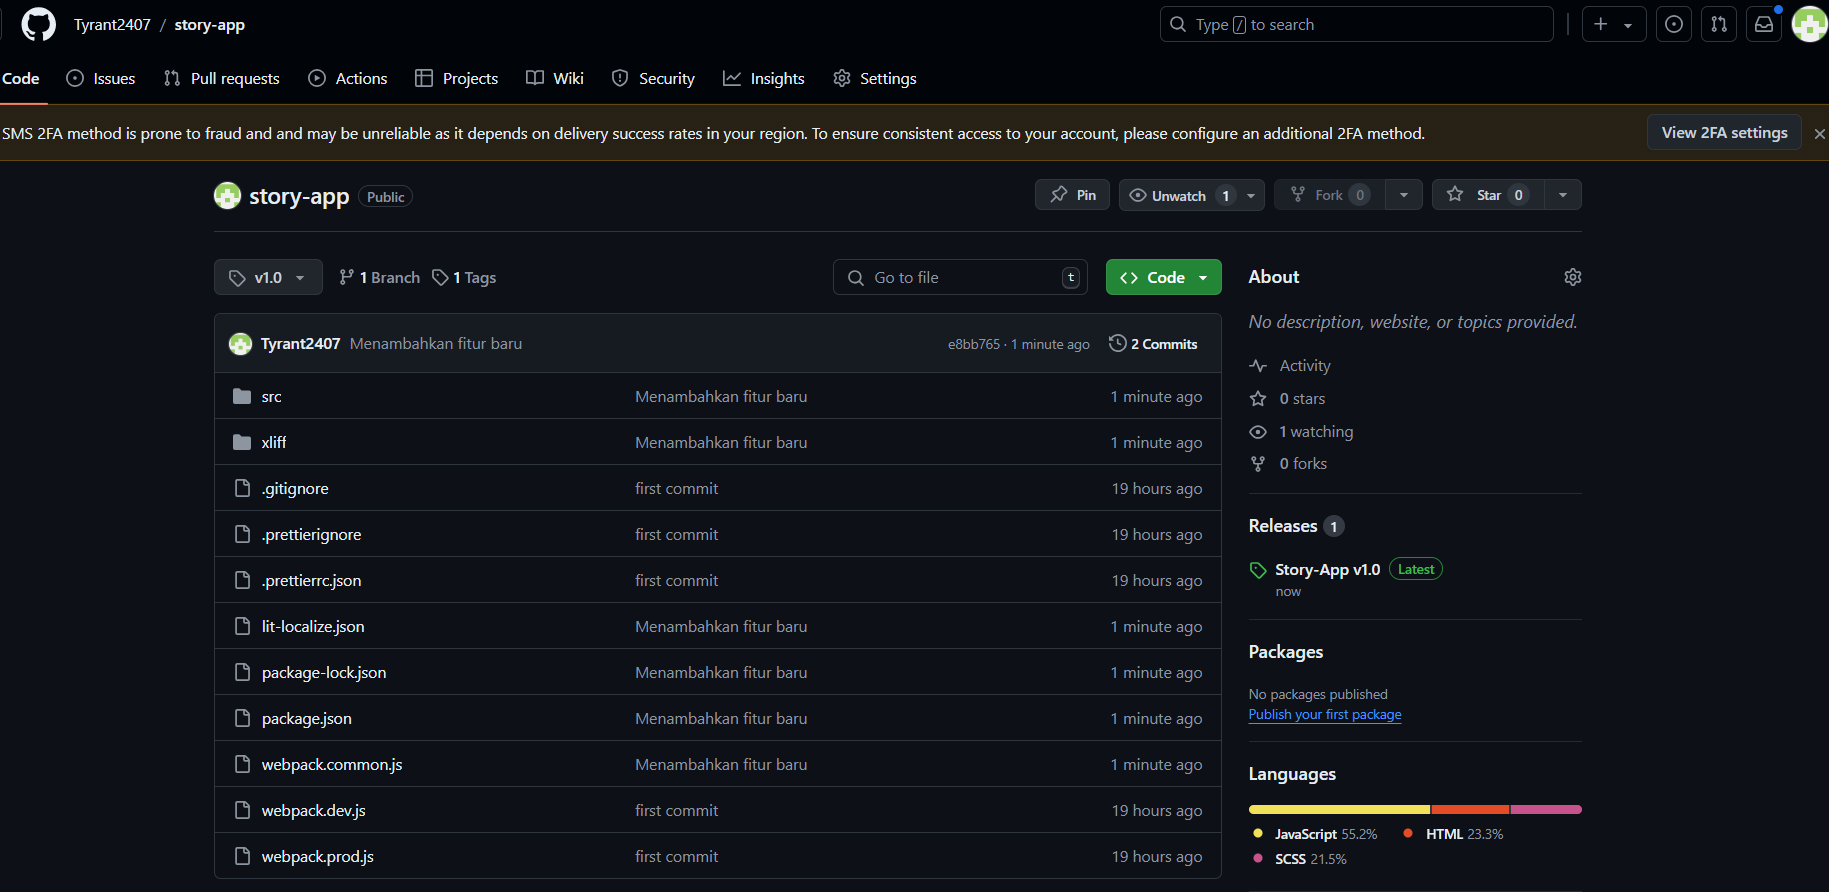 Tyrant2407 / story-app
Type / to search
Code Issues Pull requests Actions Projects Wiki Security Insights Settings
SMS 2FA method is prone to fraud and and may be unreliable as it depends on delivery success rates in your region. To ensure consistent access to your account, please configure an additional 2FA method.
View 2FA settings
story-app Public
Pin
Unwatch 1
Fork 0
Star 0
v1.0
1 Branch
1 Tags
Go to file t
Code
Tyrant2407 Menambahkan fitur baru e8bb765 · 1 minute ago 2 Commits
src Menambahkan fitur baru 1 minute ago
xliff Menambahkan fitur baru 1 minute ago
.gitignore first commit 19 hours ago
.prettierignore first commit 19 hours ago
.prettierrc.json first commit 19 hours ago
lit-localize.json Menambahkan fitur baru 1 minute ago
package-lock.json Menambahkan fitur baru 1 minute ago
package.json Menambahkan fitur baru 1 minute ago
webpack.common.js Menambahkan fitur baru 1 minute ago
webpack.dev.js first commit 19 hours ago
webpack.prod.js first commit 19 hours ago
About
No description, website, or topics provided.
Activity
0 stars
1 watching
0 forks
Releases 1
Story-App v1.0 Latest
now
Packages
No packages published
Publish your first package
Languages
JavaScript 55.2% HTML 23.3%
SCSS 21.5%